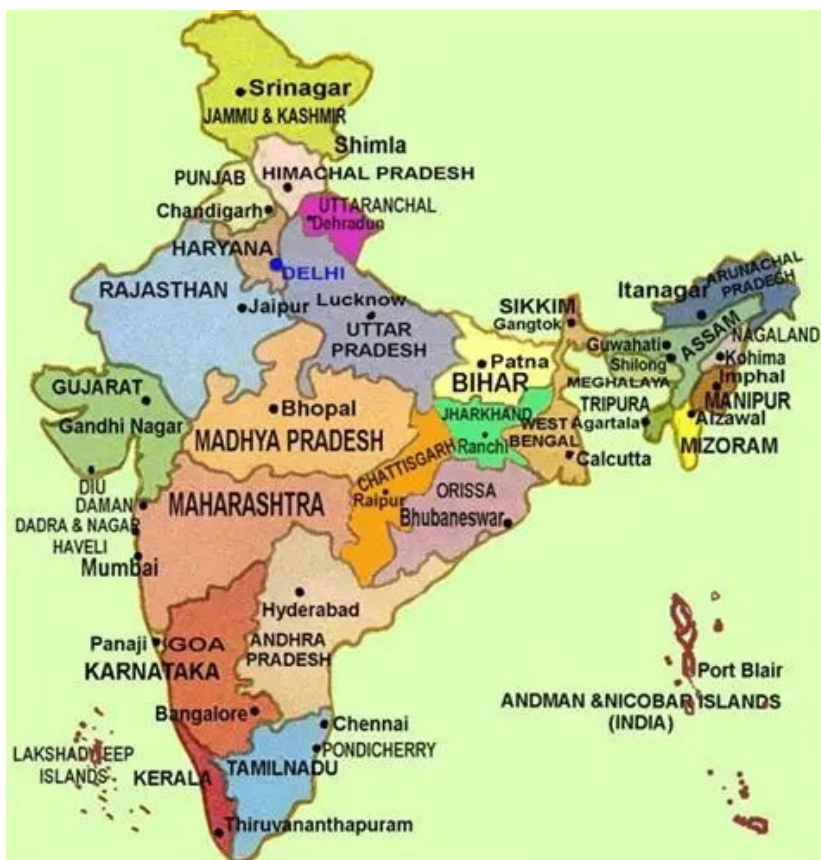 Srinagar
JAMMU & KASHMIR
Shimla
HIMACHAL PRADESH
PUNJAB
Chandigarh
UTTARANCHAL
Dehradun
HARYANA
DELHI
RAJASTHAN
Jaipur
Lucknow
UTTAR
PRADESH
SIKKIM
Gangtok
Itanagar
ARUNACHAL
PRADESH
ASSAM
NAGALAND
Guwahati
Shilong
Kohima
MEGHALAYA
Imphal
MANIPUR
TRIPURA
Agartala
Aizawal
MIZORAM
Patna
BIHAR
JHARKHAND
Ranchi
WEST
BENGAL
Calcutta
GUJARAT
Gandhi Nagar
Bhopal
MADHYA PRADESH
CHATTISGARH
Raipur
ORISSA
Bhubaneswar
DIU
DAMAN
DADRA & NAGAR
HAVELI
Mumbai
MAHARASHTRA
Hyderabad
ANDHRA
PRADESH
Panaji
GOA
KARNATAKA
Bangalore
Chennai
PONDICHERRY
TAMILNADU
KERALA
Thiruvananthapuram
LAKSHADWEEP
ISLANDS
Port Blair
ANDMAN & NICOBAR ISLANDS
(INDIA)